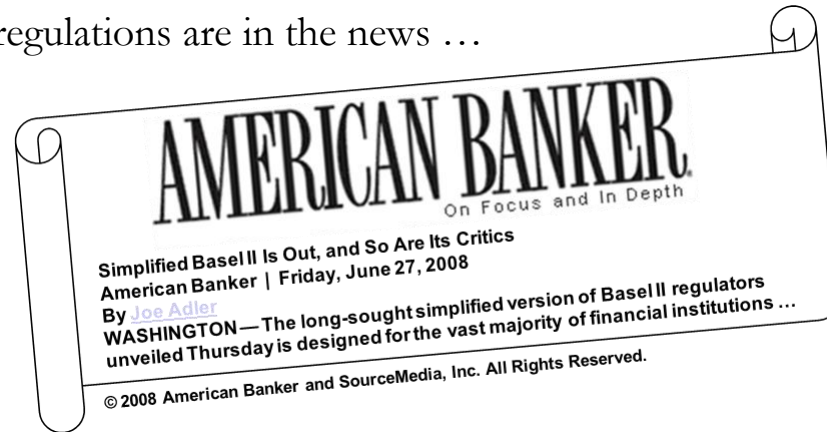 regulations are in the news …
AMERICAN BANKER.
On Focus and In Depth
Simplified Basel II Is Out, and So Are Its Critics
American Banker | Friday, June 27, 2008
By Joe Adler
WASHINGTON — The long-sought simplified version of Basel II regulators
unveiled Thursday is designed for the vast majority of financial institutions …
© 2008 American Banker and SourceMedia, Inc. All Rights Reserved.